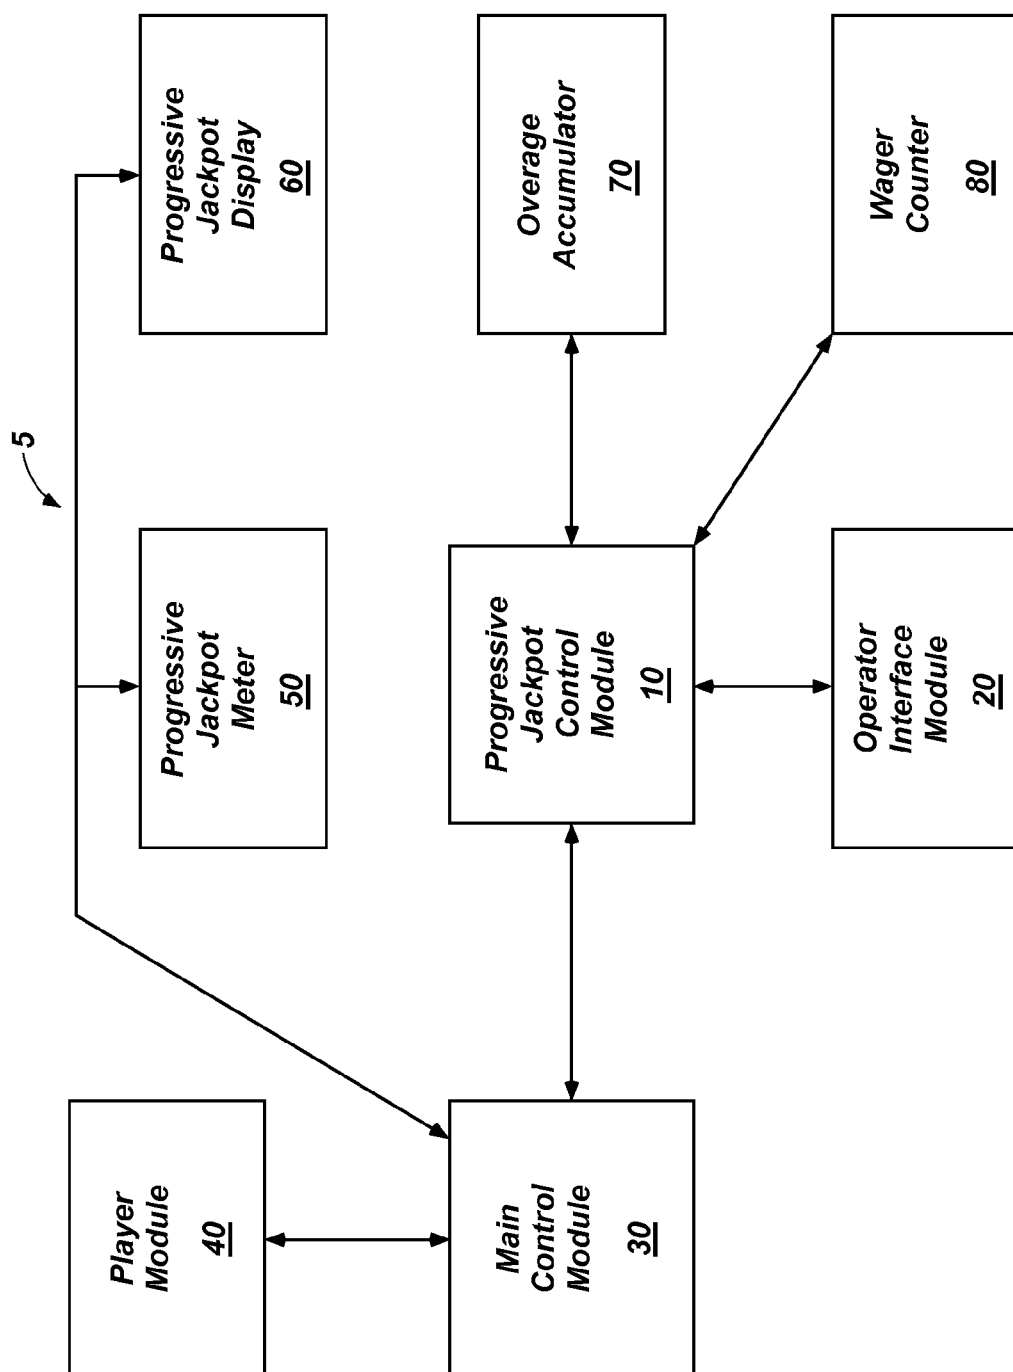 5
Player
Module
40
Progressive
Jackpot
Meter
50
Progressive
Jackpot
Display
60
Main
Control
Module
30
Progressive
Jackpot
Control
Module
10
Overage
Accumulator
70
Operator
Interface
Module
20
Wager
Counter
80